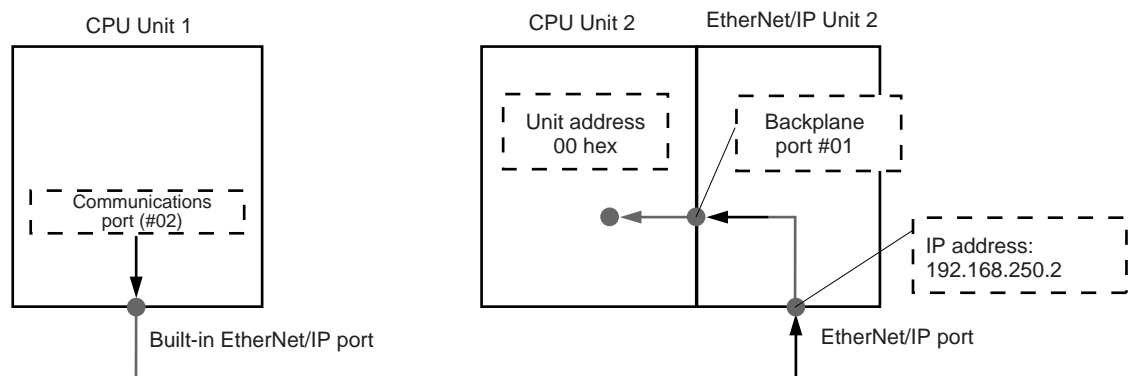 CPU Unit 1
CPU Unit 2
EtherNet/IP Unit 2
Unit address
00 hex
Backplane
port #01
Communications
port (#02)
IP address:
192.168.250.2
Built-in EtherNet/IP port
EtherNet/IP port